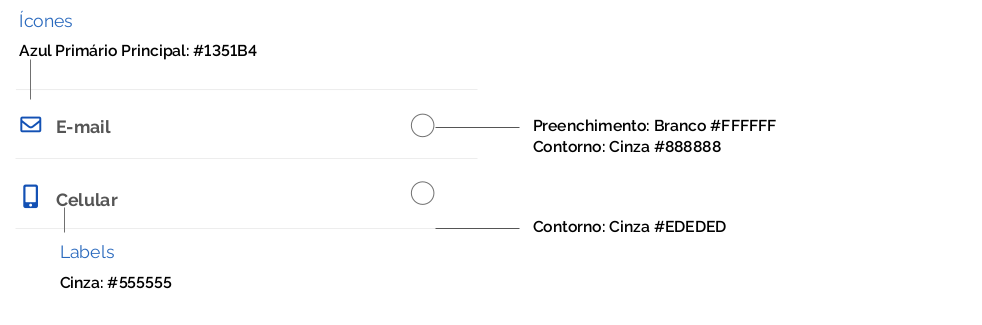 Ícones
Azul Primário Principal: #1351B4
E-mail
Preenchimento: Branco #FFFFFF
Contorno: Cinza #888888
Celular
Contorno: Cinza #EDEDED
Labels
Cinza: #555555